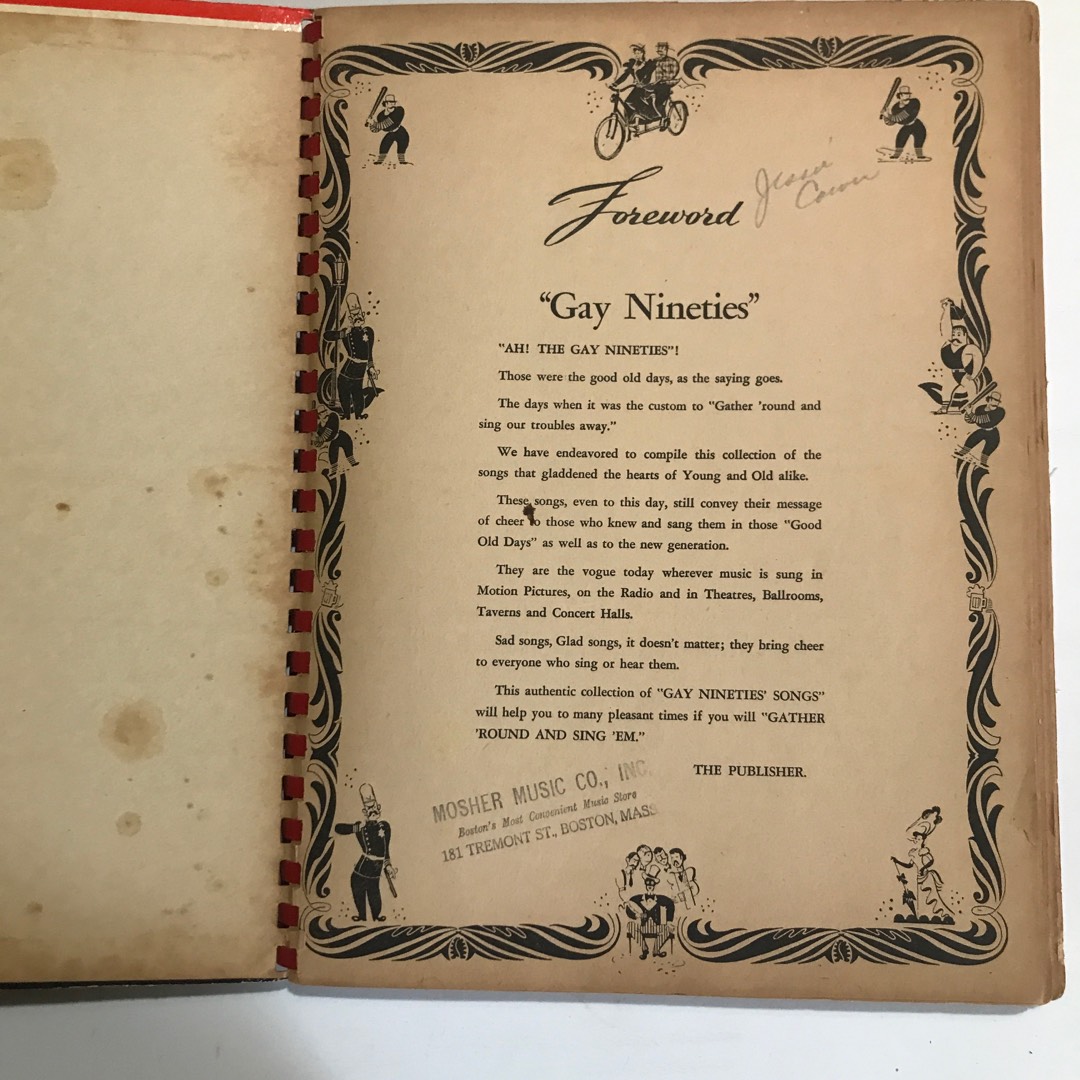 Foreword
"Gay Nineties"
"AH! THE GAY NINETIES"!
Those were the good old days, as the saying goes.
The days when it was the custom to "Gather 'round and
sing our troubles away."
We have endeavored to compile this collection of the
songs that gladdened the hearts of Young and Old alike.
These songs, even to this day, still convey their message
of cheer to those who knew and sang them in those "Good
Old Days" as well as to the new generation.
They are the vogue today wherever music is sung in
Motion Pictures, on the Radio and in Theatres, Ballrooms,
Taverns and Concert Halls.
Sad songs, Glad songs, it doesn't matter; they bring cheer
to everyone who sing or hear them.
This authentic collection of "GAY NINETIES' SONGS"
will help you to many pleasant times if you will "GATHER
'ROUND AND SING 'EM."
THE PUBLISHER.
MOSHER MUSIC CO., INC.
Boston's Most Convenient Music Store
181 TREMONT ST., BOSTON, MASS